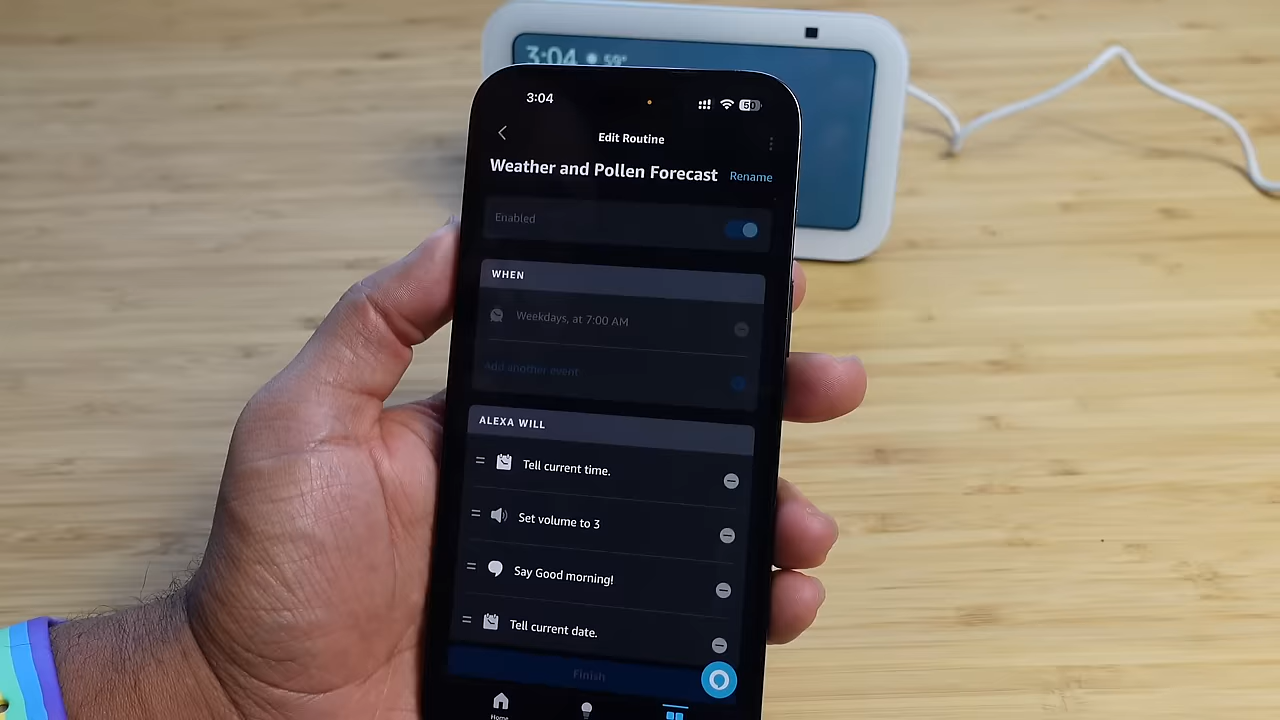 3:04 59°
3:04 50
Edit Routine
Weather and Pollen Forecast Rename
Enabled
WHEN
Weekdays, at 7:00 AM
Add another event
ALEXA WILL
Tell current time.
Set volume to 3
Say Good morning!
Tell current date.
Finish
Home